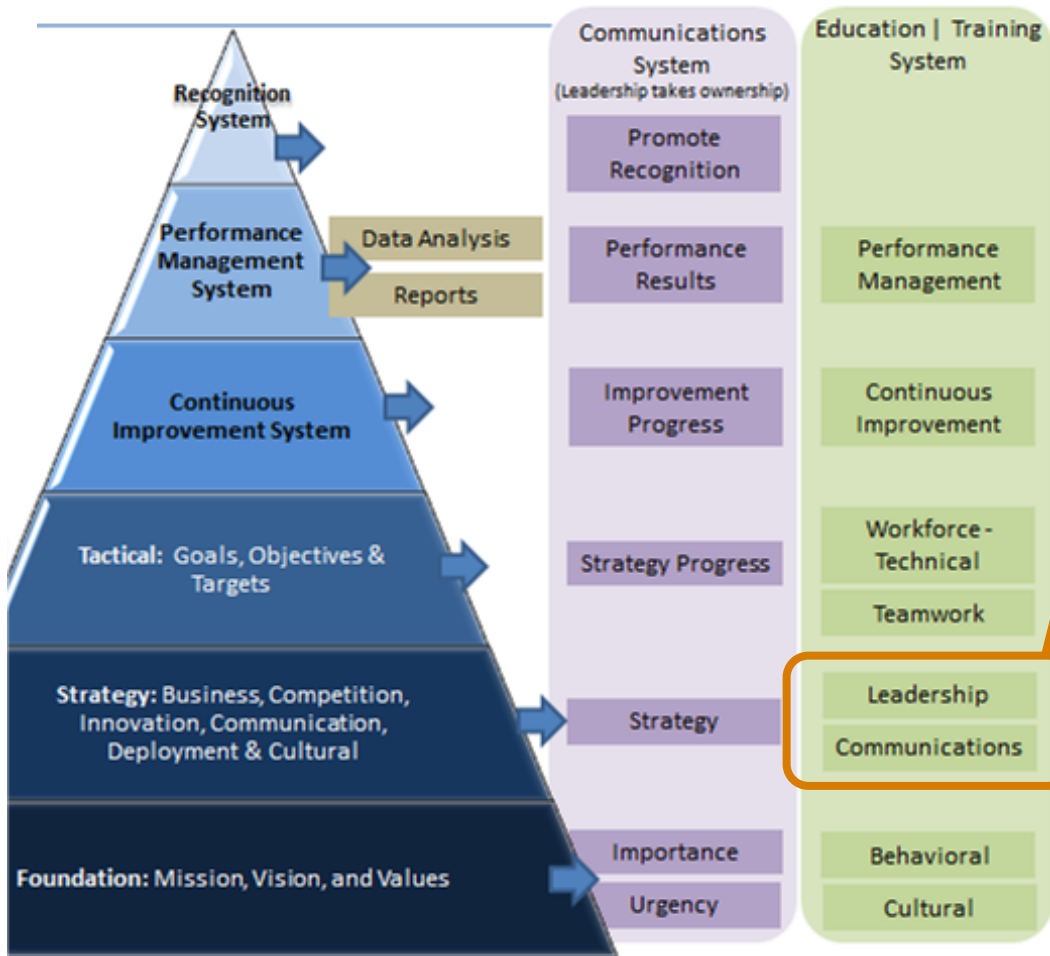 Recognition
System
Performance
Management
System
Continuous
Improvement System
Tactical: Goals, Objectives &
Targets
Strategy: Business, Competition,
Innovation, Communication,
Deployment & Cultural
Foundation: Mission, Vision, and Values
Data Analysis
Reports
Communications
System
(Leadership takes ownership)
Promote
Recognition
Performance
Results
Improvement
Progress
Strategy Progress
Strategy
Importance
Urgency
Education | Training
System
Performance
Management
Continuous
Improvement
Workforce -
Technical
Teamwork
Leadership
Communications
Behavioral
Cultural